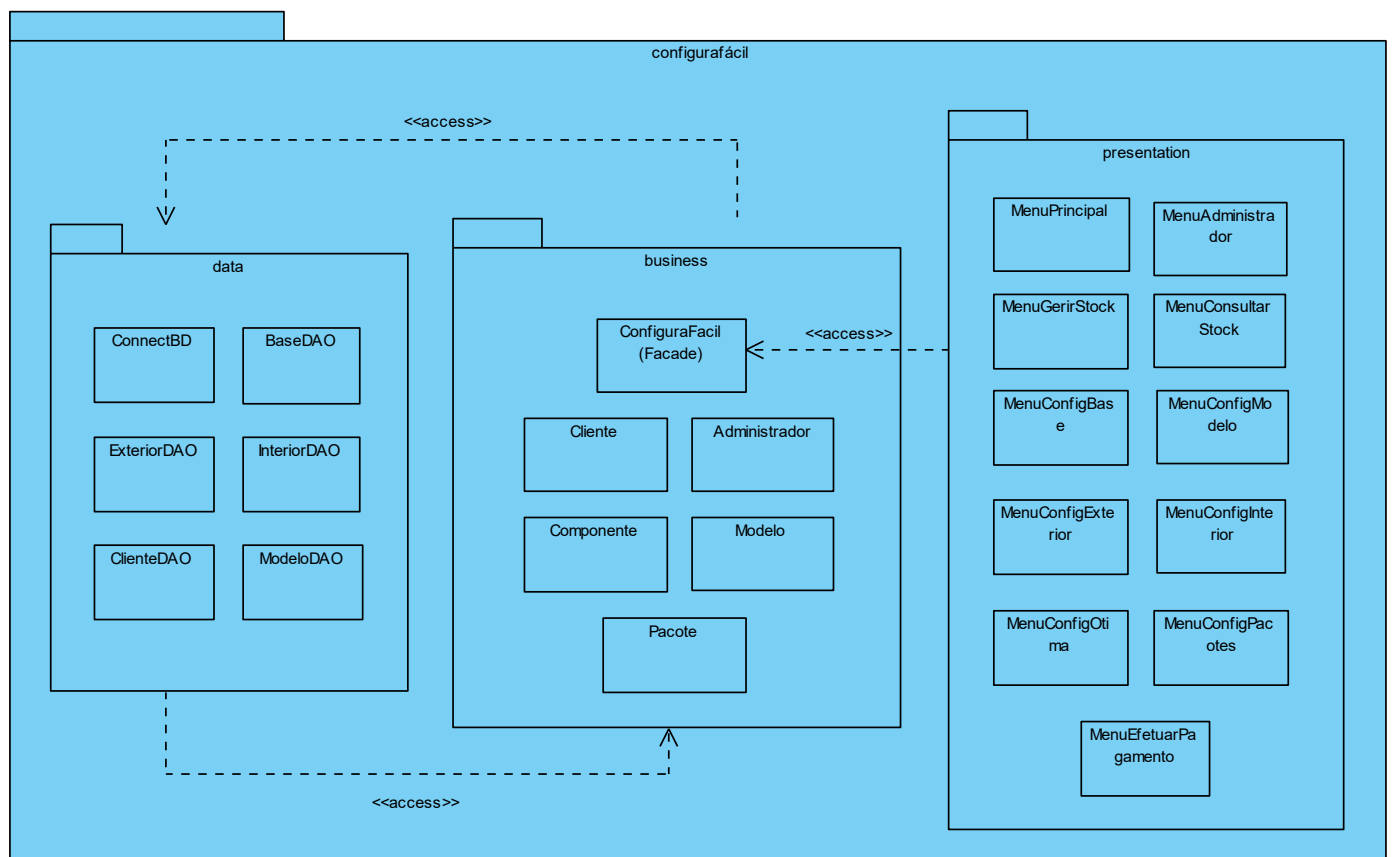 configurafácil
<<access>>
data
ConnectBD
BaseDAO
ExteriorDAO
InteriorDAO
ClienteDAO
ModeloDAO
<<access>>
business
ConfiguraFacil
(Facade)
Cliente
Administrador
Componente
Modelo
Pacote
<<access>>
presentation
MenuPrincipal
MenuAdministra
dor
MenuGerirStock
MenuConsultar
Stock
MenuConfigBas
e
MenuConfigMo
delo
MenuConfigExte
rior
MenuConfigInte
rior
MenuConfigOti
ma
MenuConfigPac
otes
MenuEfetuarPa
gamento